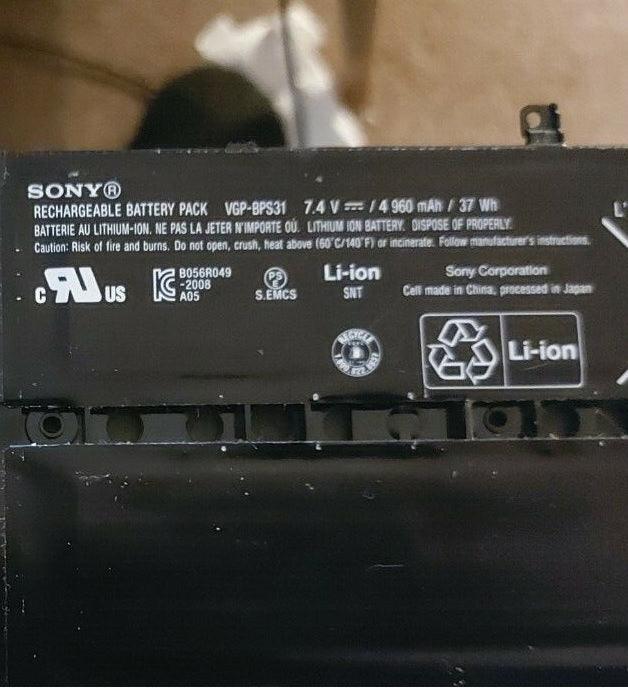 SONY®
RECHARGEABLE BATTERY PACK VGP-BPS31 7.4 V ⎓ / 4 960 mAh / 37 Wh
BATTERIE AU LITHIUM-ION. NE PAS LA JETER N'IMPORTE OÙ. LITHIUM ION BATTERY. DISPOSE OF PROPERLY.
Caution: Risk of fire and burns. Do not open, crush, heat above (60°C/140°F) or incinerate. Follow manufacturer's instructions.
C RU US
B056R049
-2008
A05
PSE
S.EMCS
Li-ion
SNT
Sony Corporation
Cell made in China, processed in Japan
Li-ion